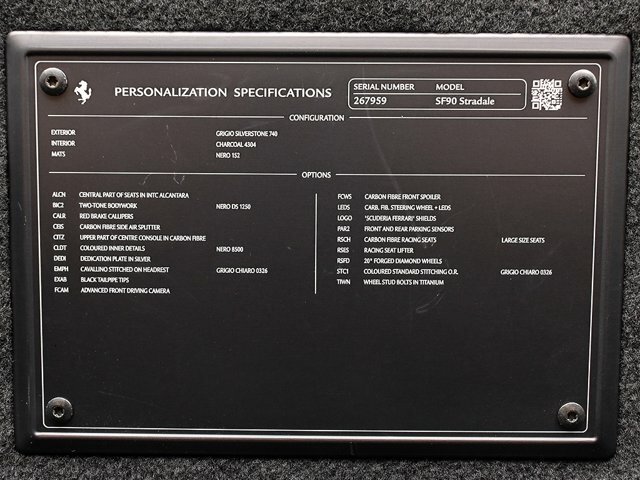 PERSONALIZATION SPECIFICATIONS
SERIAL NUMBER MODEL
267959 SF90 Stradale
CONFIGURATION
EXTERIOR GRIGIO SILVERSTONE 740
INTERIOR CHARCOAL 4304
MATS NERO 152
OPTIONS
ALCN CENTRAL PART OF SEATS IN INTC ALCANTARA
BIC2 TWO-TONE BODYWORK NERO DS 1250
CALR RED BRAKE CALLIPERS
CEIS CARBON FIBRE SIDE AIR SPLITTER
CITZ UPPER PART OF CENTRE CONSOLE IN CARBON FIBRE
CLDT COLOURED INNER DETAILS NERO 8500
DEDI DEDICATION PLATE IN SILVER
EMPH CAVALLINO STITCHED ON HEADREST GRIGIO CHIARO 0326
EXAB BLACK TAILPIPE TIPS
FCAM ADVANCED FRONT DRIVING CAMERA
FCWS CARBON FIBRE FRONT SPOILER
LEDS CARB. FIB. STEERING WHEEL + LEDS
LOGO "SCUDERIA FERRARI" SHIELDS
PAR2 FRONT AND REAR PARKING SENSORS
RSCH CARBON FIBRE RACING SEATS LARGE SIZE SEATS
RSES RACING SEAT LIFTER
RSFD 20" FORGED DIAMOND WHEELS
STC1 COLOURED STANDARD STITCHING O.R. GRIGIO CHIARO 0326
TIWN WHEEL STUD BOLTS IN TITANIUM